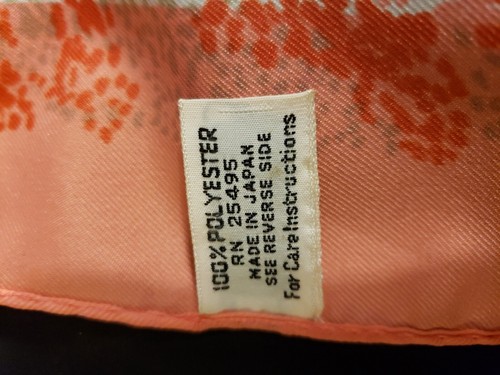 100% POLYESTER
RN 25495
MADE IN JAPAN
SEE REVERSE SIDE
For Care Instructions